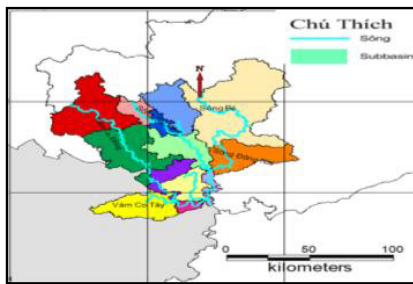 Chú Thích
Sông
Subbasin
N
Sông Bé
Vàm Cỏ Tây
0 50 100
kilometers